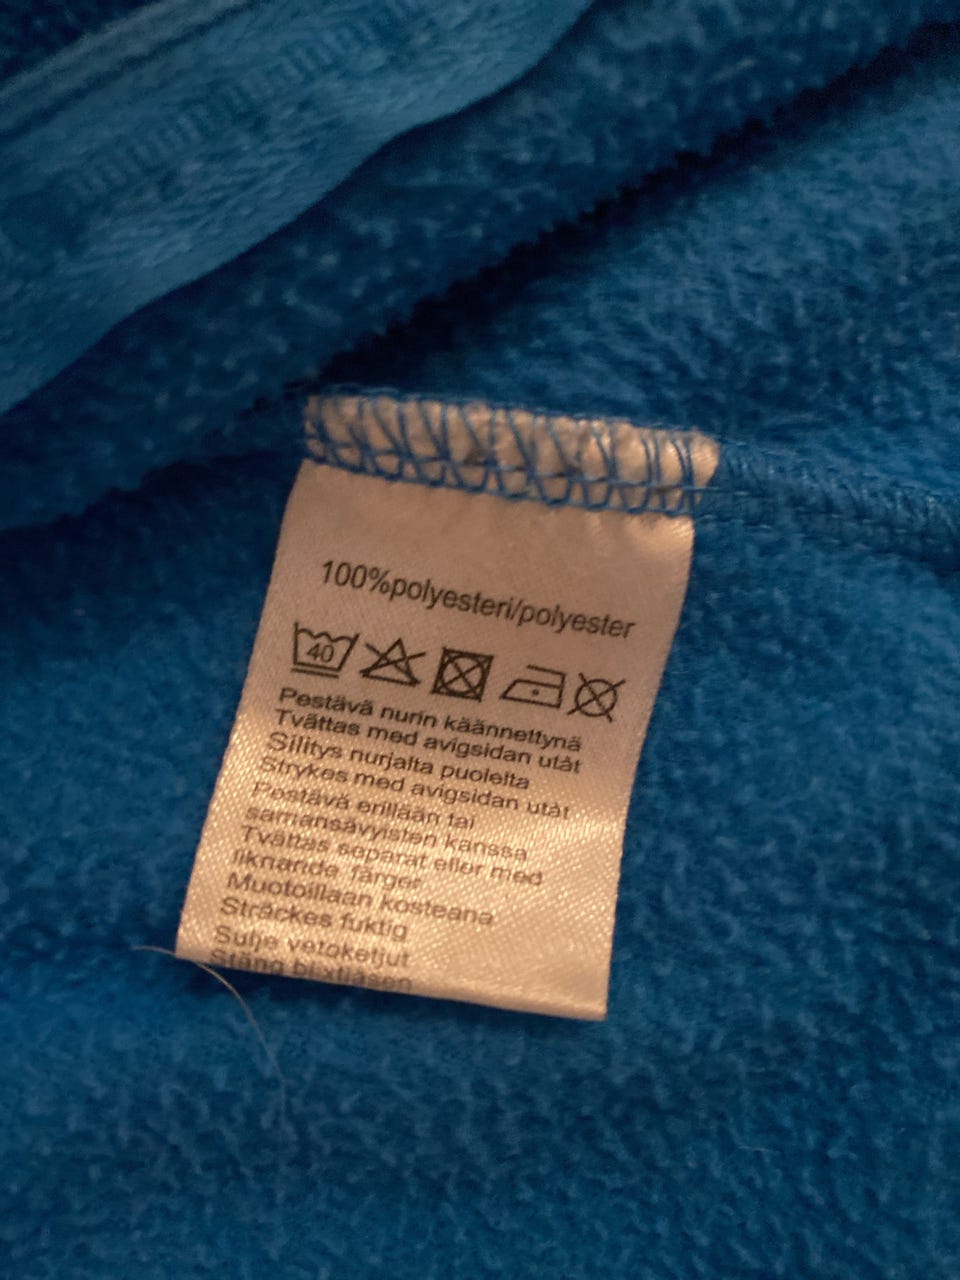 100%polyesteri/polyester
40
Pestävä nurin käännettynä
Tvättas med avigsidan utåt
Silitys nurjalta puolelta
Strykes med avigsidan utåt
Pestävä erillään tai
samansävyisten kanssa
Tvättas separat eller med
liknande färger
Muotoillaan kosteana
Sträckes fuktig
Sulje vetoketjut
Stäng